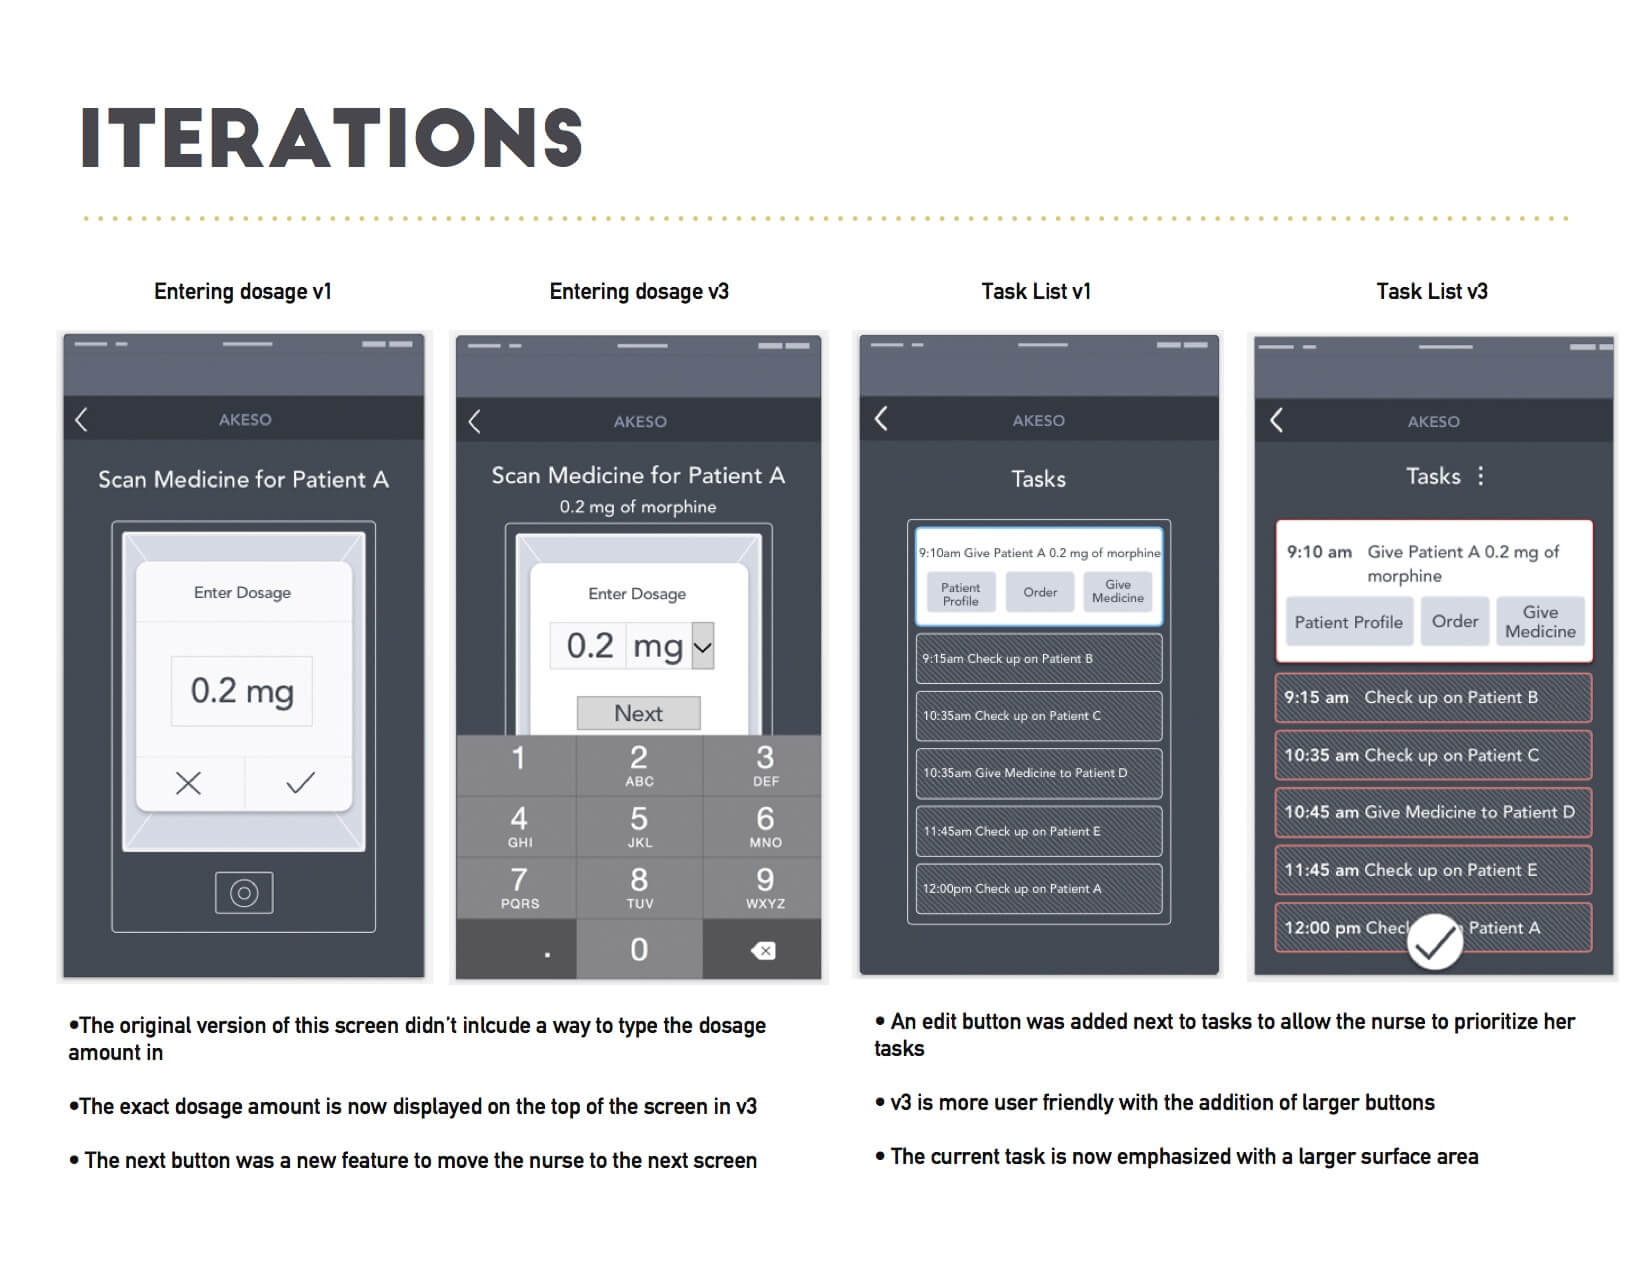 ITERATIONS
Entering dosage v1
AKESO
Scan Medicine for Patient A
Enter Dosage
0.2 mg
Entering dosage v3
AKESO
Scan Medicine for Patient A
0.2 mg of morphine
Enter Dosage
0.2 mg
Next
1 2 3
ABC DEF
4 5 6
GHI JKL MNO
7 8 9
PQRS TUV WXYZ
. 0
•The original version of this screen didn't inlcude a way to type the dosage
amount in
•The exact dosage amount is now displayed on the top of the screen in v3
• The next button was a new feature to move the nurse to the next screen
Task List v1
AKESO
Tasks
9:10am Give Patient A 0.2 mg of morphine
Patient
Profile
Order
Give
Medicine
9:15am Check up on Patient B
10:35am Check up on Patient C
10:35am Give Medicine to Patient D
11:45am Check up on Patient E
12:00pm Check up on Patient A
Task List v3
AKESO
Tasks
9:10 am Give Patient A 0.2 mg of
morphine
Patient Profile
Order
Give
Medicine
9:15 am Check up on Patient B
10:35 am Check up on Patient C
10:45 am Give Medicine to Patient D
11:45 am Check up on Patient E
12:00 pm Chec Patient A
• An edit button was added next to tasks to allow the nurse to prioritize her
tasks
• v3 is more user friendly with the addition of larger buttons
• The current task is now emphasized with a larger surface area